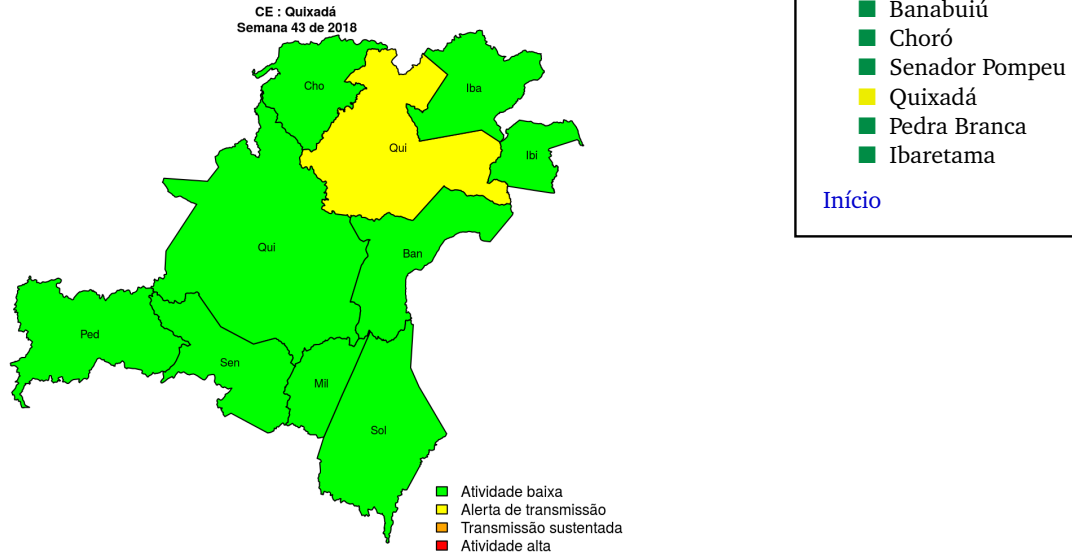 CE : Quixadá
Semana 43 de 2018
Cho
Iba
Qui
Ibi
Qui
Ban
Ped
Sen
Mil
Sol
Atividade baixa
Alerta de transmissão
Transmissão sustentada
Atividade alta
Banabuiú
Choró
Senador Pompeu
Quixadá
Pedra Branca
Ibaretama
Início